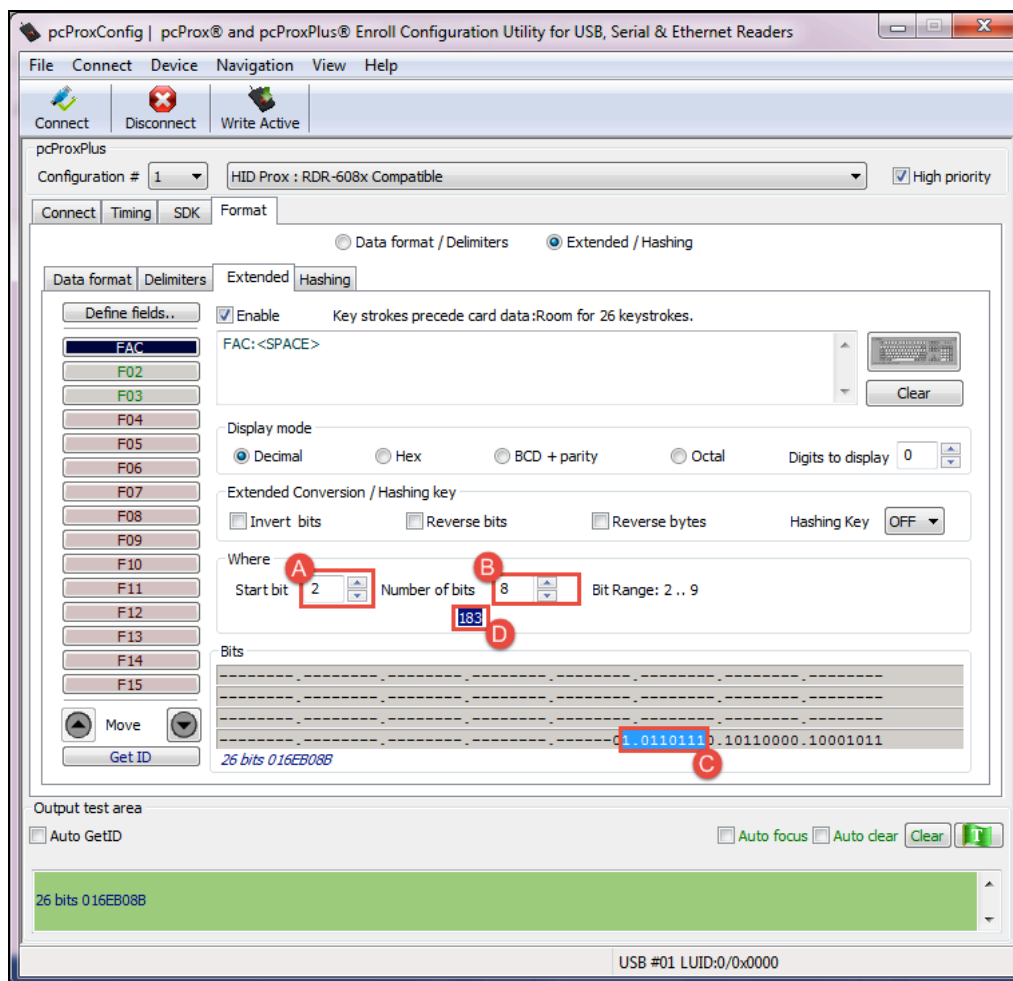 pcProxConfig | pcProx® and pcProxPlus® Enroll Configuration Utility for USB, Serial & Ethernet Readers
File Connect Device Navigation View Help
Connect Disconnect Write Active
pcProxPlus
Configuration # 1 HID Prox : RDR-608x Compatible High priority
Connect Timing SDK Format
Data format / Delimiters Extended / Hashing
Data format Delimiters Extended Hashing
Define fields.. Enable Key strokes precede card data:Room for 26 keystrokes.
FAC FAC:<SPACE>
F02
F03 Clear
F04
Display mode
F05 Decimal Hex BCD + parity Octal Digits to display 0
F06
F07 Extended Conversion / Hashing key
F08 Invert bits Reverse bits Reverse bytes Hashing Key OFF
F09
F10 Where
A B
F11 Start bit 2 Number of bits 8 Bit Range: 2 .. 9
F12 183
F13 D
F14 Bits
F15 --------.--------.--------.--------.--------.--------.--------.--------
--------.--------.--------.--------.--------.--------.--------.--------
Move --------.--------.--------.--------.--------.--------.--------.--------
--------.--------.--------.--------.------01.01101110.10110000.10001011
Get ID 26 bits 016EB08B C
Output test area
Auto GetID Auto focus Auto clear Clear T
26 bits 016EB08B
USB #01 LUID:0/0x0000